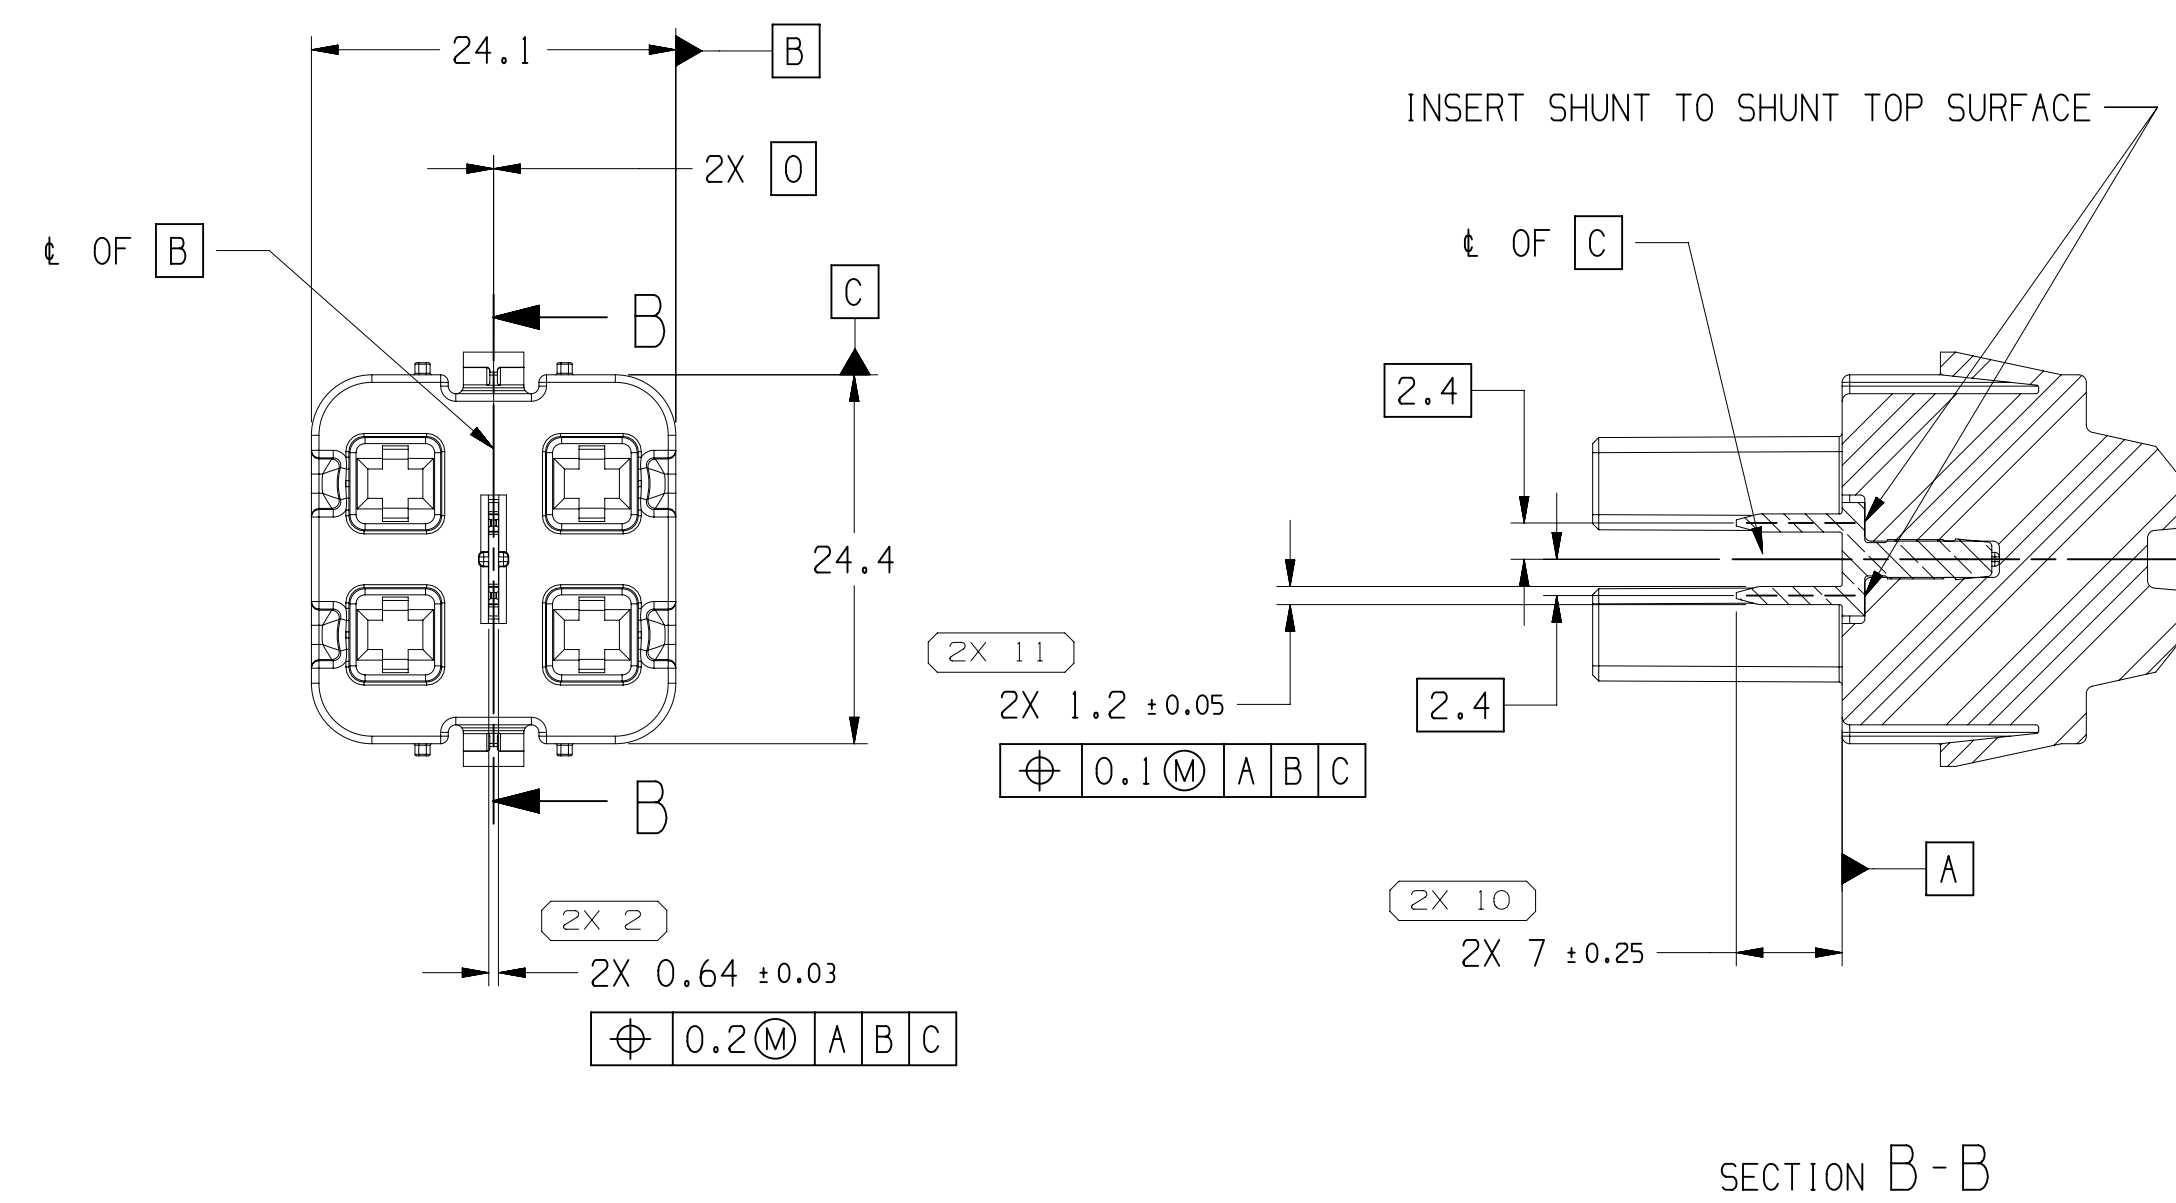 24.1 B
2X 0
℄ OF B
B
C
24.4
B
2X 2
2X 0.64 ±0.03
⌖ 0.2Ⓜ A B C
INSERT SHUNT TO SHUNT TOP SURFACE
℄ OF C
2.4
2X 11
2X 1.2 ±0.05
⌖ 0.1Ⓜ A B C
2.4
A
2X 10
2X 7 ±0.25
SECTION B-B